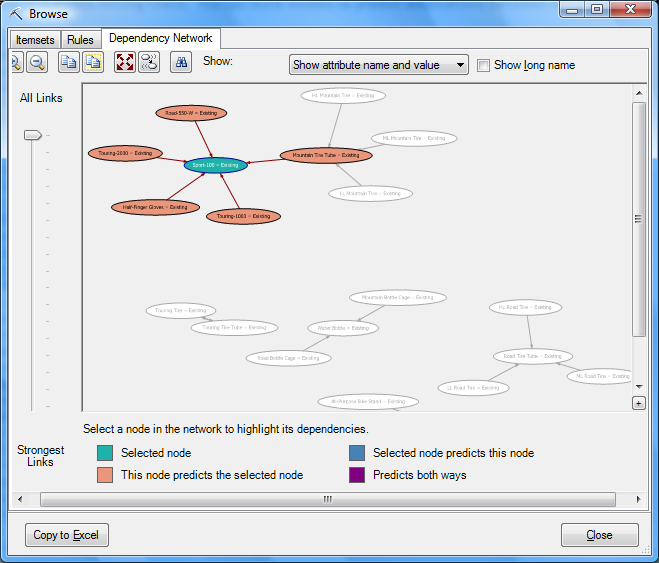 Browse
Itemsets
Rules
Dependency Network
Show:
Show attribute name and value
Show long name
All Links
HL Mountain Tire = Existing
Road-550-W = Existing
ML Mountain Tire = Existing
Touring-2000 = Existing
Mountain Tire Tube = Existing
Sport-100 = Existing
LL Mountain Tire = Existing
Half-Finger Gloves = Existing
Touring-1000 = Existing
Mountain Bottle Cage = Existing
Touring Tire = Existing
HL Road Tire = Existing
Touring Tire Tube = Existing
Water Bottle = Existing
Road Bottle Cage = Existing
Road Tire Tube = Existing
ML Road Tire = Existing
LL Road Tire = Existing
All-Purpose Bike Stand = Existing
Select a node in the network to highlight its dependencies.
Strongest
Links
Selected node
Selected node predicts this node
This node predicts the selected node
Predicts both ways
Copy to Excel
Close